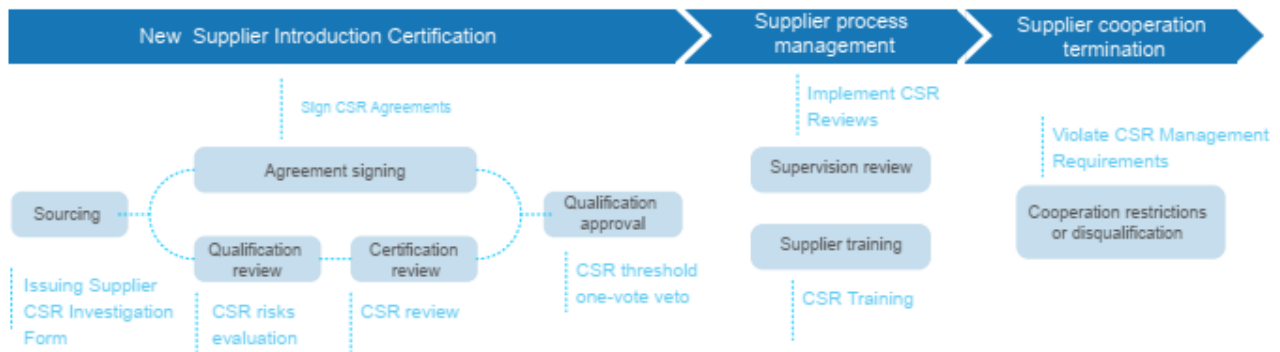 New Supplier Introduction Certification
Supplier process
management
Supplier cooperation
termination
Sign CSR Agreements
Agreement signing
Sourcing
Qualification
review
Certification
review
Qualification
approval
Issuing Supplier
CSR Investigation
Form
CSR risks
evaluation
CSR review
CSR threshold
one-vote veto
Implement CSR
Reviews
Supervision review
Supplier training
CSR Training
Violate CSR Management
Requirements
Cooperation restrictions
or disqualification